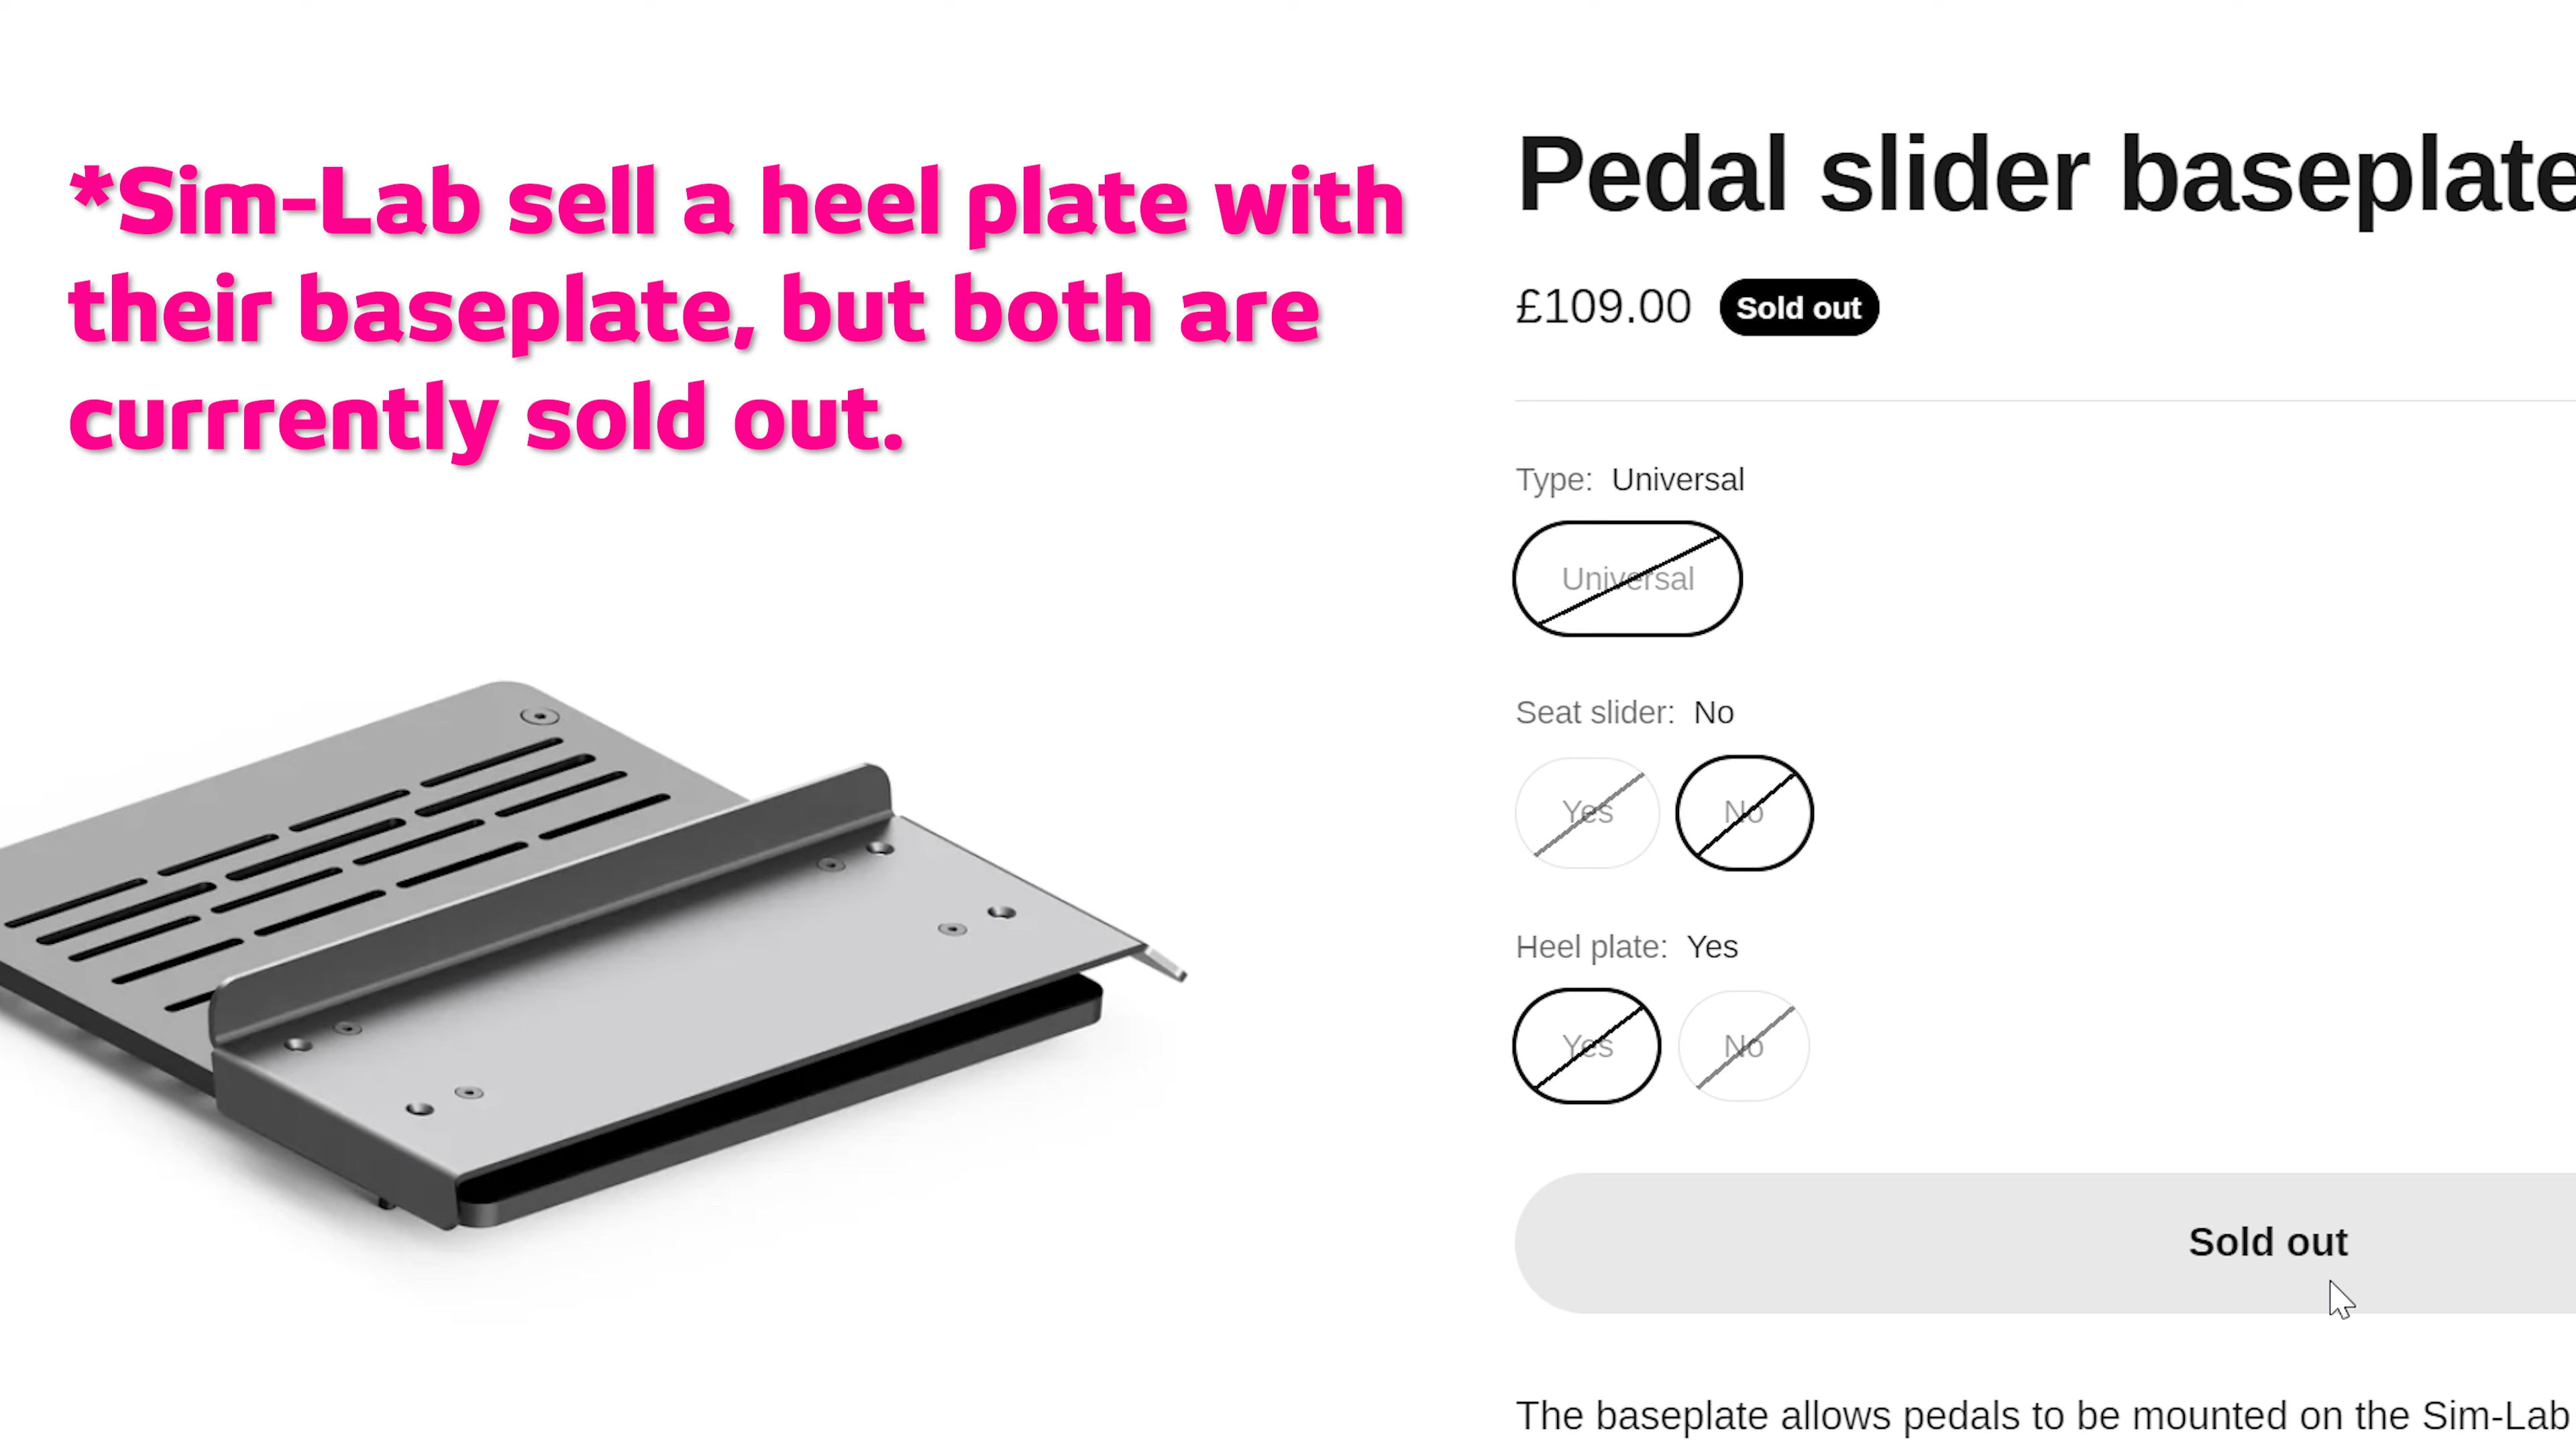 *Sim-Lab sell a heel plate with
their baseplate, but both are
currrently sold out.
Pedal slider baseplate
£109.00 Sold out
Type: Universal
Universal
Seat slider: No
Yes No
Heel plate: Yes
Yes No
Sold out
The baseplate allows pedals to be mounted on the Sim-Lab